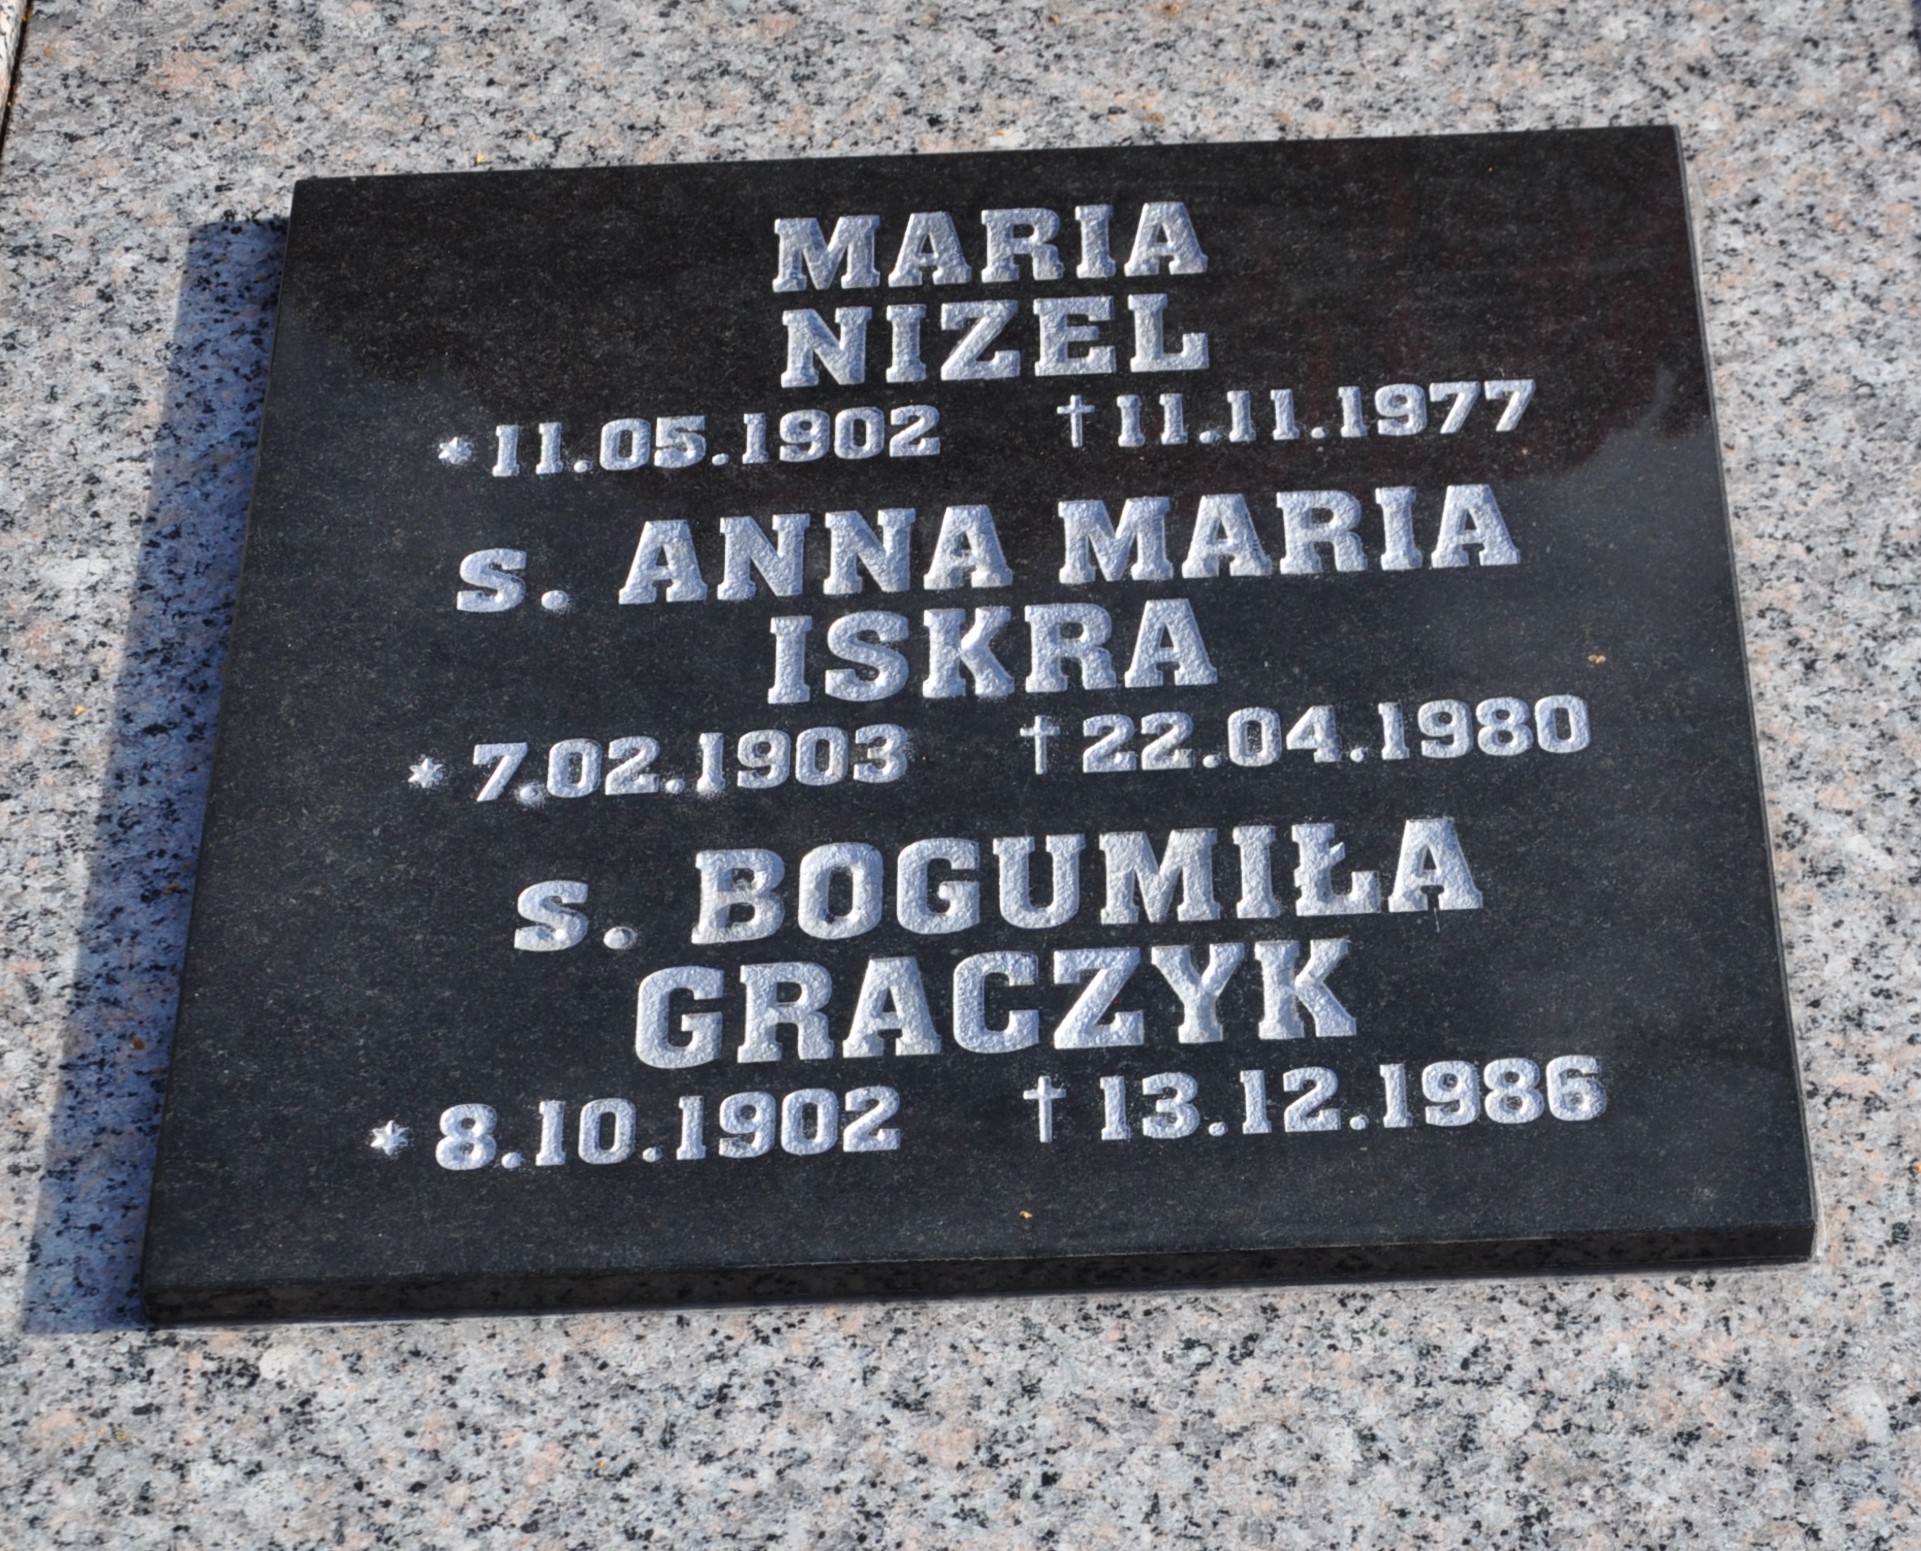 MARIA
NIZEL
*11.05.1902 †11.11.1977
s. ANNA MARIA
ISKRA
* 7.02.1903 †22.04.1980
s. BOGUMIŁA
GRACZYK
* 8.10.1902 † 13.12.1986